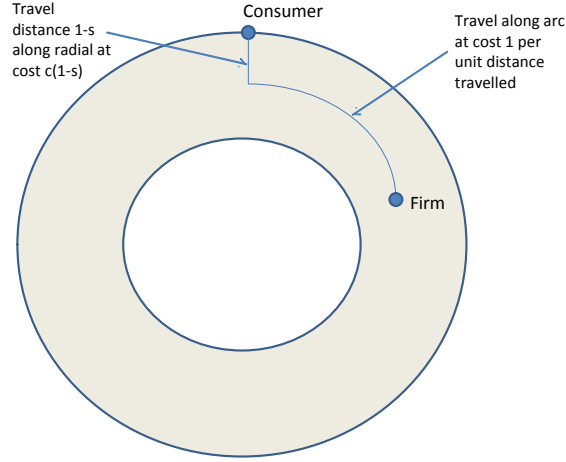 Travel
distance 1-s
along radial at
cost c(1-s)
Consumer
Travel along arc
at cost 1 per
unit distance
travelled
Firm